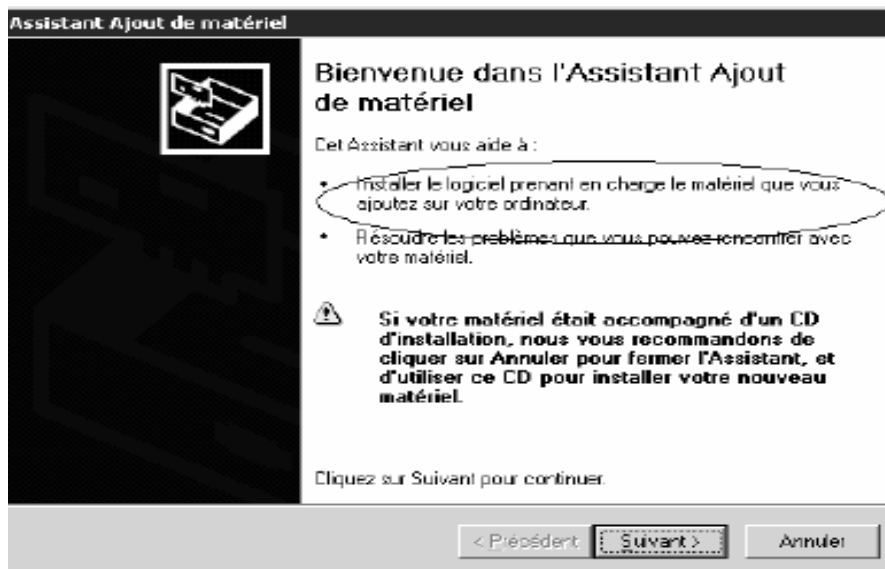 Assistant Ajout de matériel
Bienvenue dans l'Assistant Ajout
de matériel
Cet Assistant vous aide à :
• Installer le logiciel prenant en charge le matériel que vous
ajoutez sur votre ordinateur.
• Résoudre les problèmes que vous pouvez rencontrer avec
votre matériel.
Si votre matériel était accompagné d'un CD
d'installation, nous vous recommandons de
cliquer sur Annuler pour fermer l'Assistant, et
d'utiliser ce CD pour installer votre nouveau
matériel.
Cliquez sur Suivant pour continuer.
< Précédent Suivant > Annuler